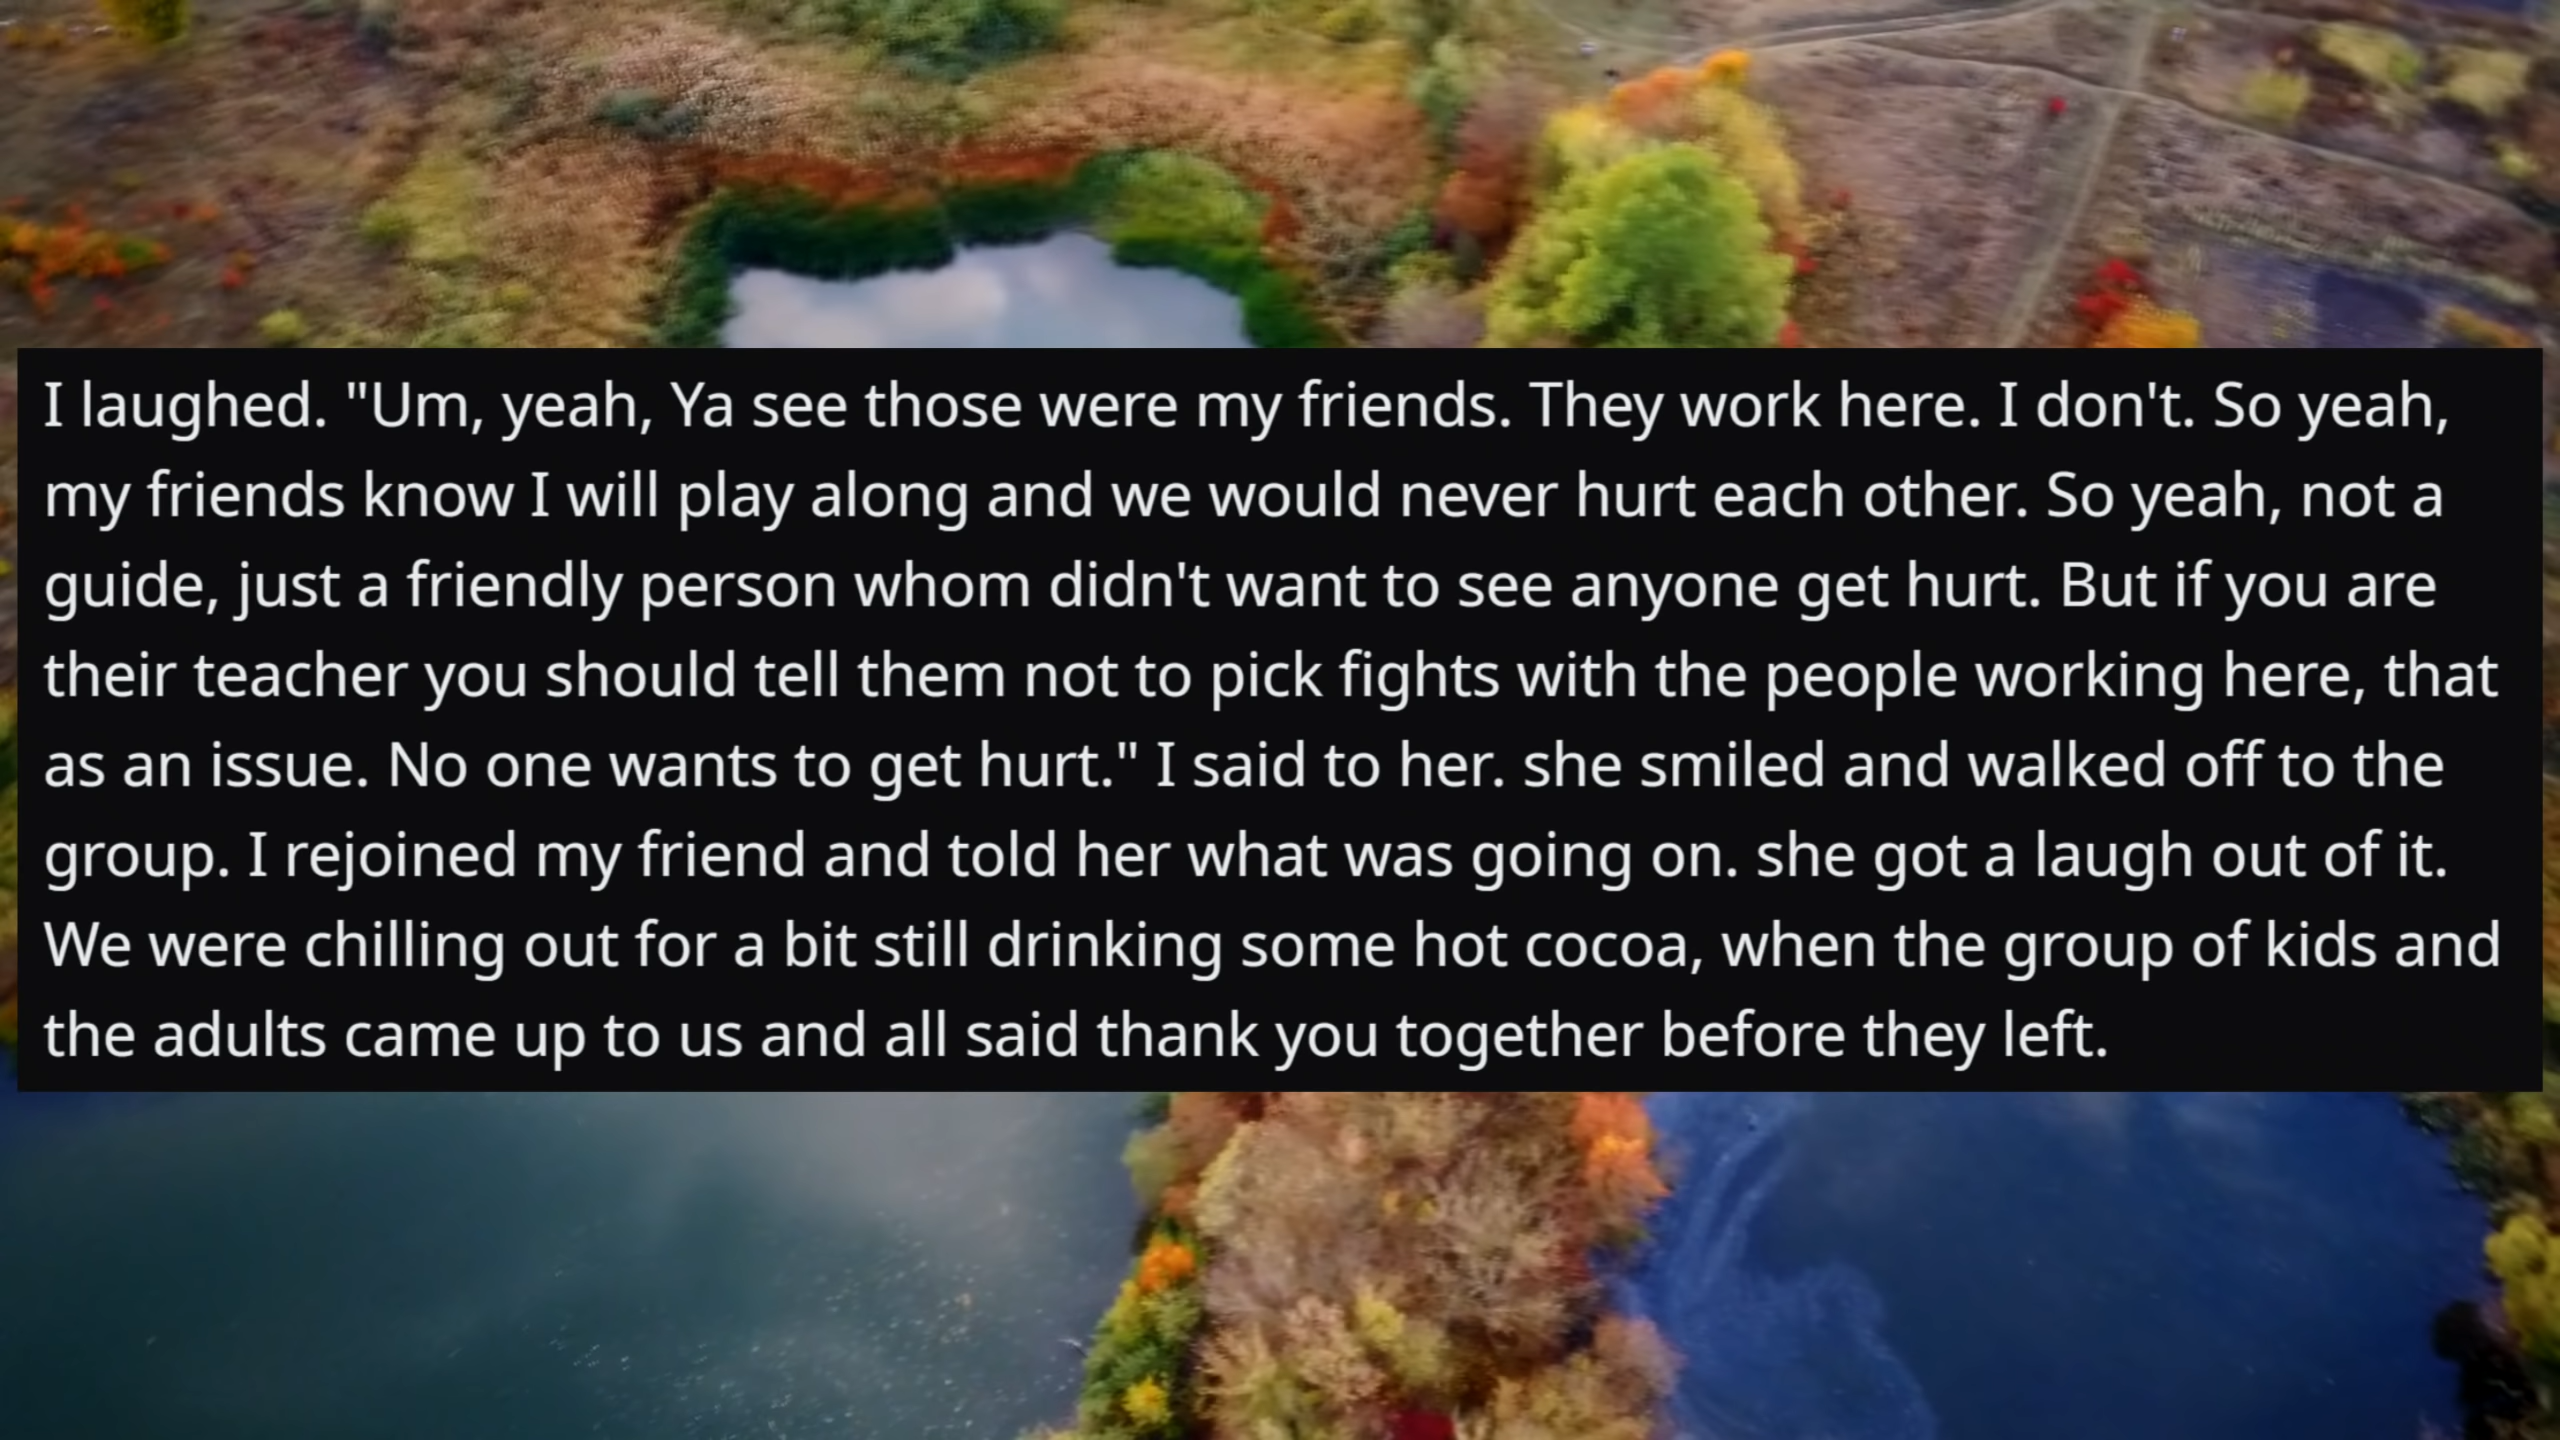 I laughed. "Um, yeah, Ya see those were my friends. They work here. I don't. So yeah,
my friends know I will play along and we would never hurt each other. So yeah, not a
guide, just a friendly person whom didn't want to see anyone get hurt. But if you are
their teacher you should tell them not to pick fights with the people working here, that
as an issue. No one wants to get hurt." I said to her. she smiled and walked off to the
group. I rejoined my friend and told her what was going on. she got a laugh out of it.
We were chilling out for a bit still drinking some hot cocoa, when the group of kids and
the adults came up to us and all said thank you together before they left.